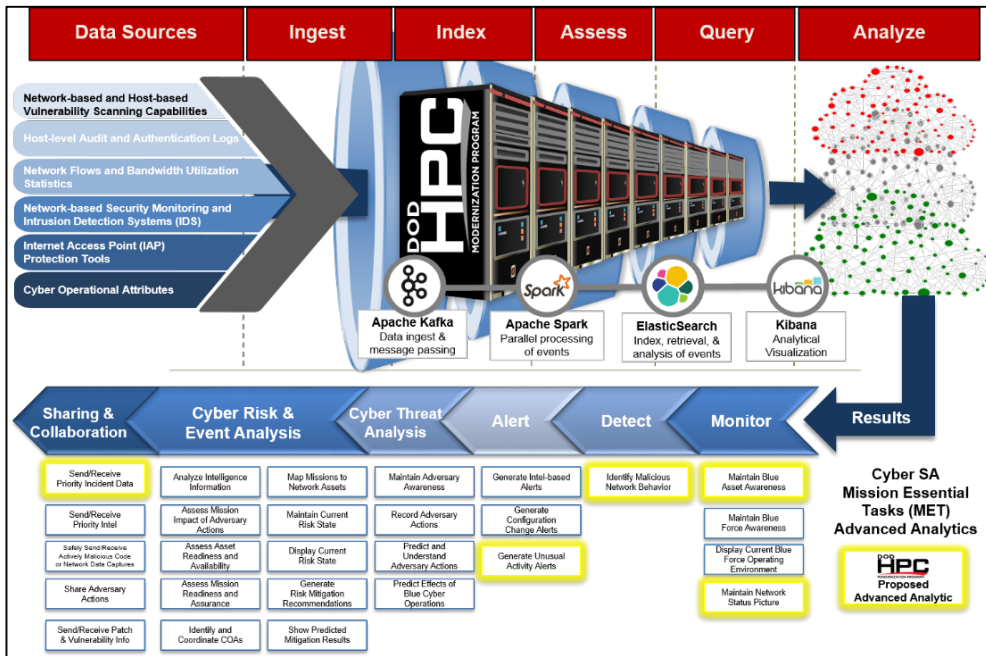 Data Sources
Ingest
Index
Assess
Query
Analyze
Network-based and Host-based
Vulnerability Scanning Capabilities
Host-level Audit and Authentication Logs
Network Flows and Bandwidth Utilization
Statistics
Network-based Security Monitoring and
Intrusion Detection Systems (IDS)
Internet Access Point (IAP)
Protection Tools
Cyber Operational Attributes
DOD
HPC
MODERNIZATION PROGRAM
Spark
kibana
Apache Kafka
Data ingest &
message passing
Apache Spark
Parallel processing
of events
ElasticSearch
Index, retrieval, &
analysis of events
Kibana
Analytical
Visualization
Sharing &
Collaboration
Cyber Risk &
Event Analysis
Cyber Threat
Analysis
Alert
Detect
Monitor
Results
Send/Receive
Priority Incident Data
Send/Receive
Priority Intel
Safely Send/Receive
Actively Malicious Code
or Network Data Captures
Share Adversary
Actions
Send/Receive Patch
& Vulnerability Info
Analyze Intelligence
Information
Assess Mission
Impact of Adversary
Actions
Assess Asset
Readiness and
Availability
Assess Mission
Readiness and
Assurance
Identify and
Coordinate COAs
Map Missions to
Network Assets
Maintain Current
Risk State
Display Current
Risk State
Generate
Risk Mitigation
Recommendations
Show Predicted
Mitigation Results
Maintain Adversary
Awareness
Record Adversary
Actions
Predict and
Understand
Adversary Actions
Predict Effects of
Blue Cyber
Operations
Generate Intel-based
Alerts
Generate
Configuration
Change Alerts
Generate Unusual
Activity Alerts
Identify Malicious
Network Behavior
Maintain Blue
Asset Awareness
Maintain Blue
Force Awareness
Display Current Blue
Force Operating
Environment
Maintain Network
Status Picture
Cyber SA
Mission Essential
Tasks (MET)
Advanced Analytics
DOD
HPC
MODERNIZATION PROGRAM
Proposed
Advanced Analytic